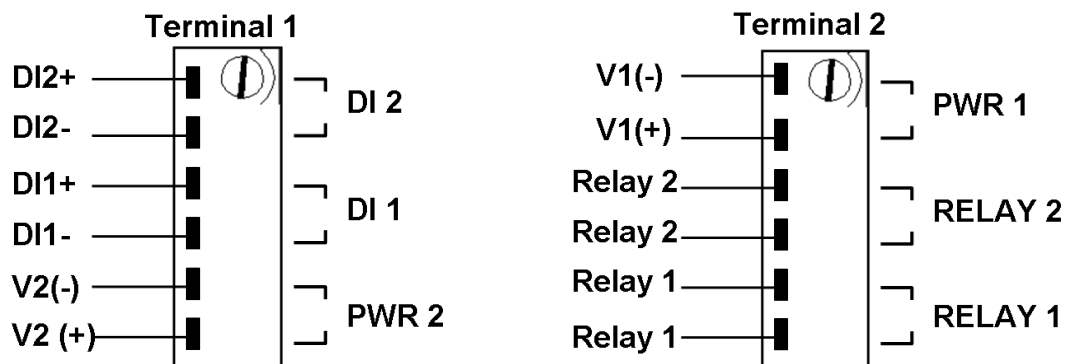 Terminal 1
DI2+
DI2-
DI 2
DI1+
DI1-
DI 1
V2(-)
V2 (+)
PWR 2
Terminal 2
V1(-)
V1(+)
PWR 1
Relay 2
Relay 2
RELAY 2
Relay 1
Relay 1
RELAY 1